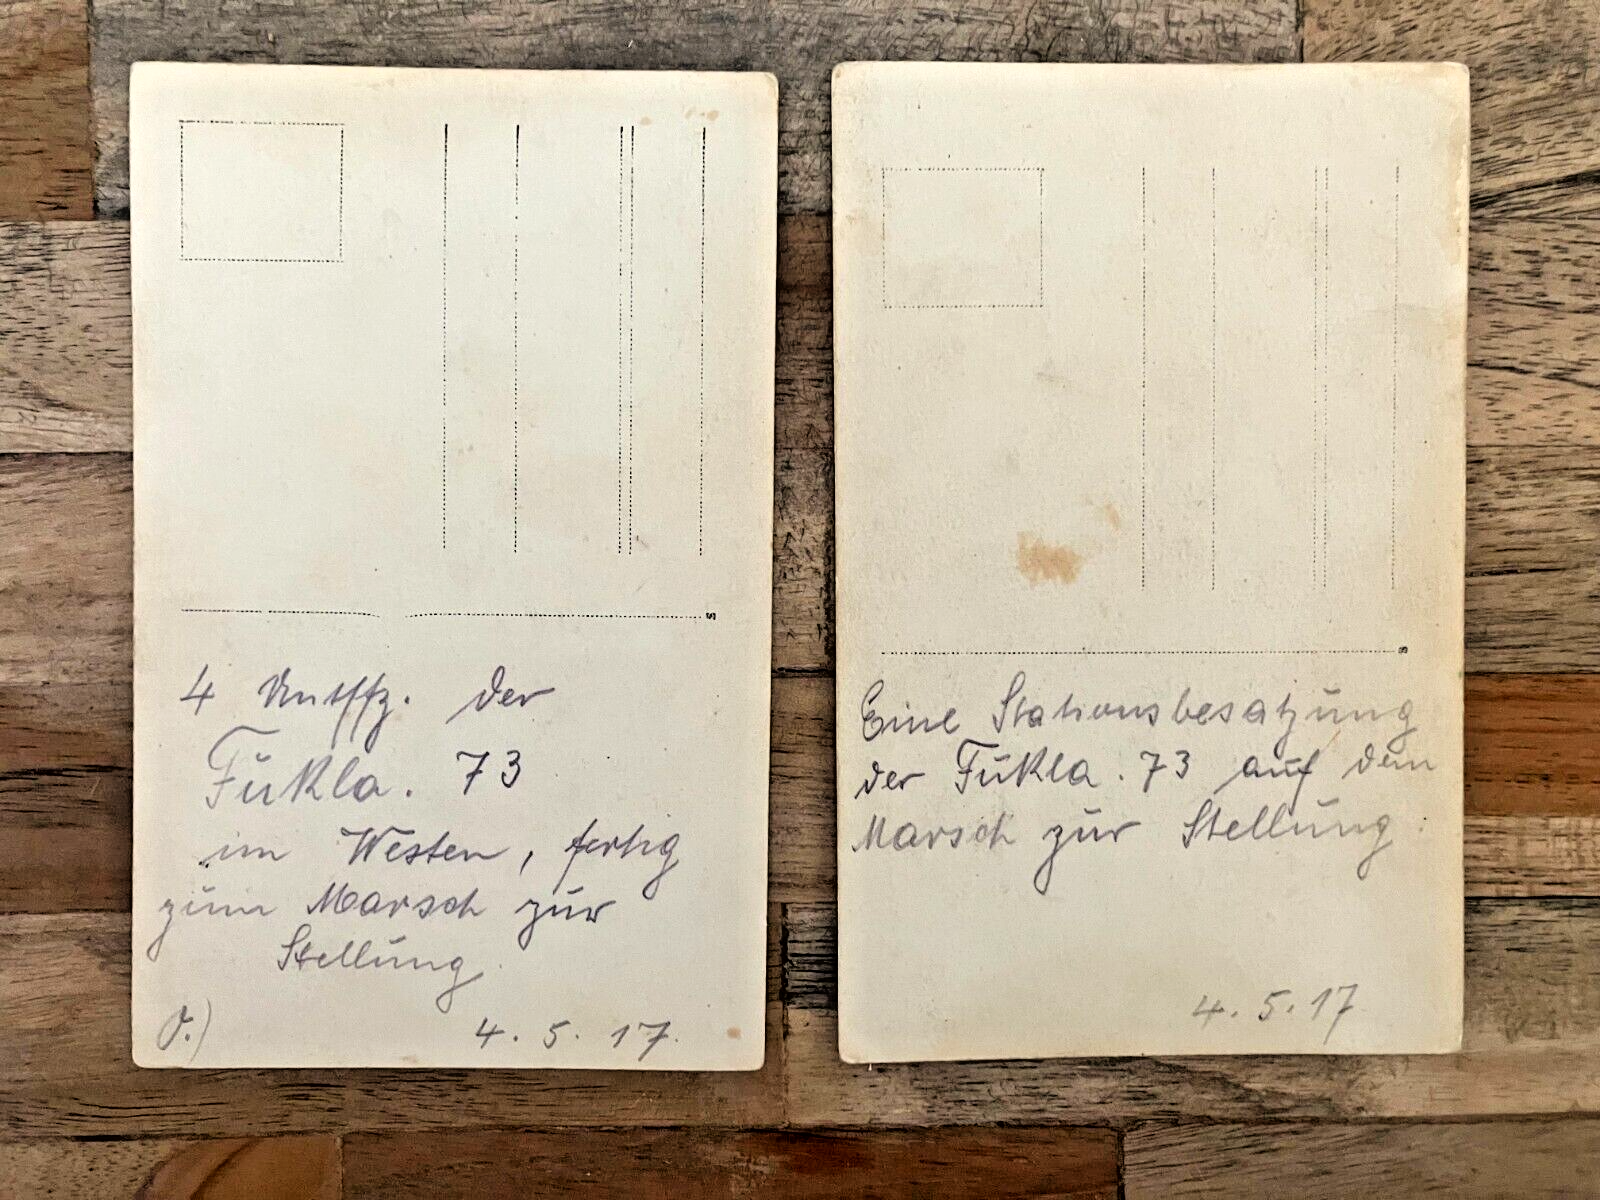 4 Untffz. der
Fukla. 73
im Westen, fertig
zum Marsch zur
Stellung.
4. 5. 17.
Eine Stationsbesatzung
der Fukla. 73 auf dem
Marsch zur Stellung.
4. 5. 17